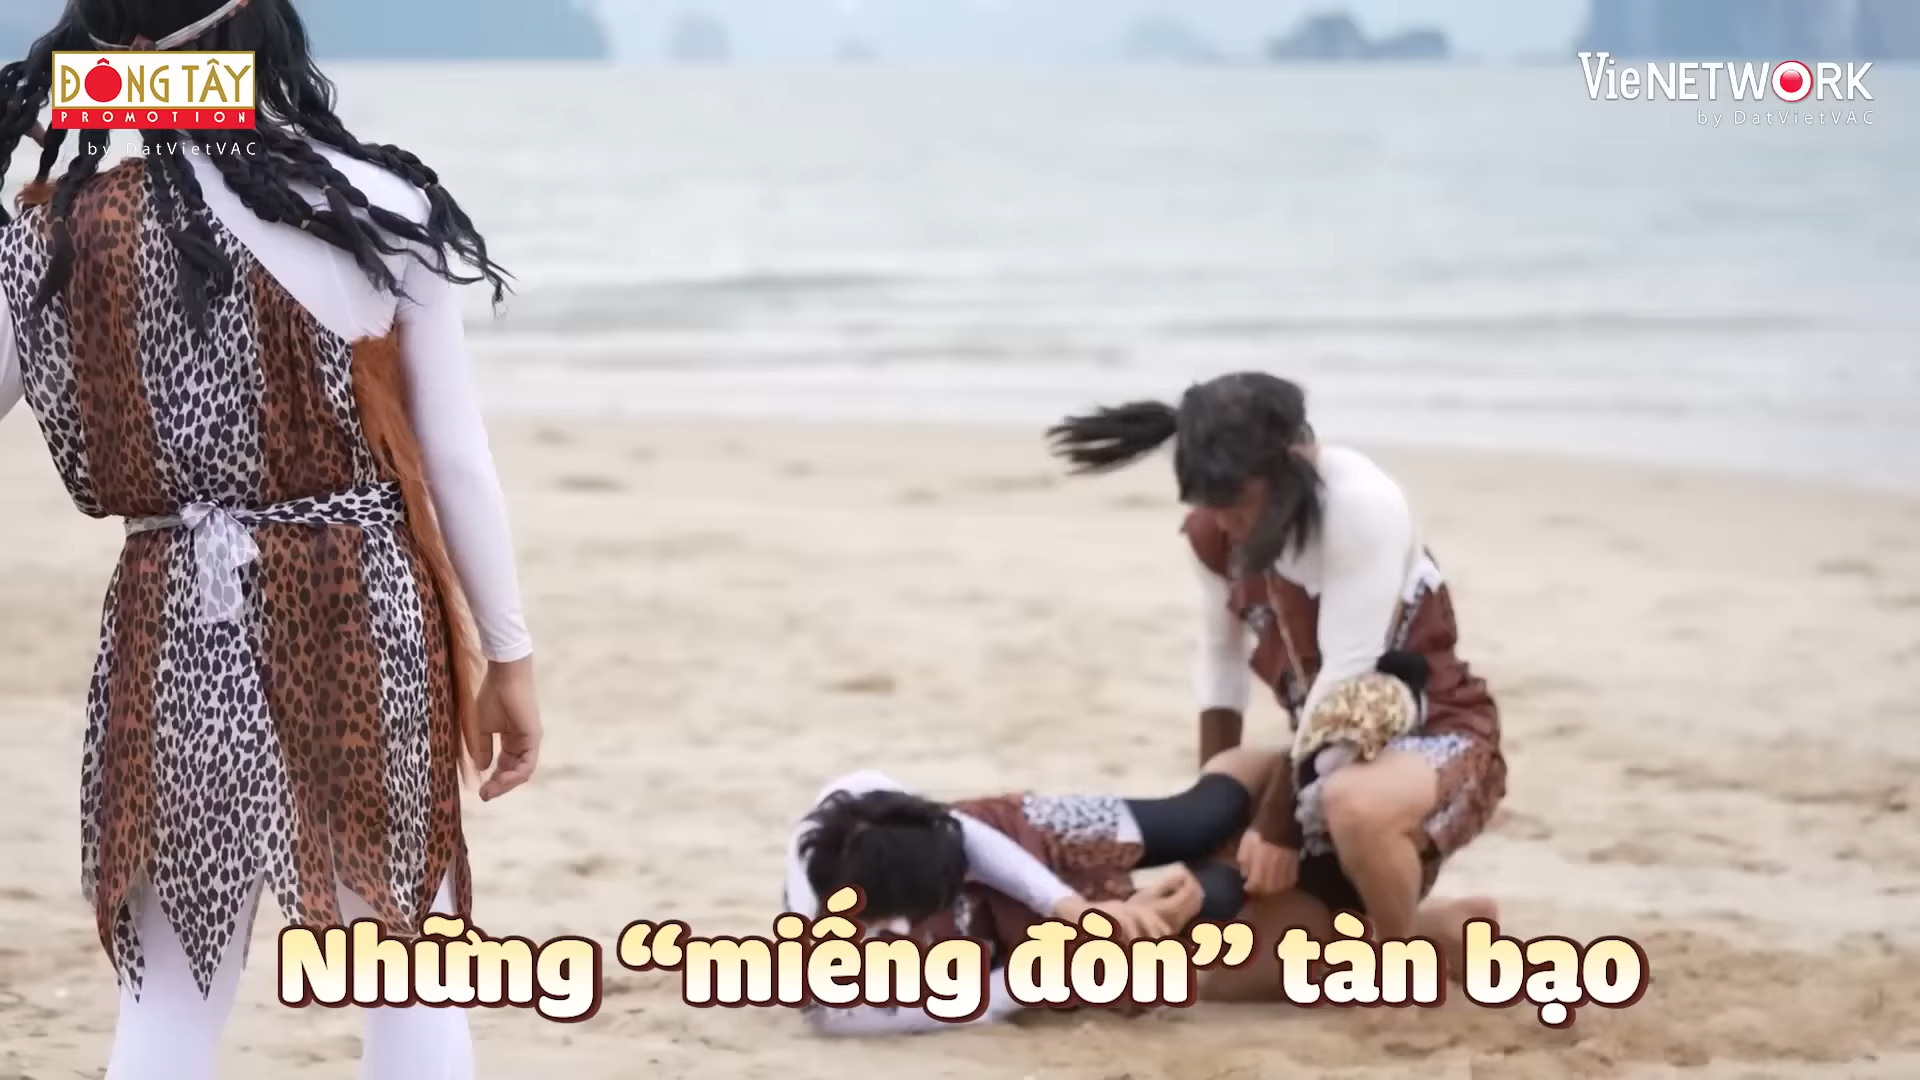 ĐÔNG TÂY
PROMOTION
by DatVietVAC
VieNETWORK
by DatVietVAC
Những “miếng đòn” tàn bạo